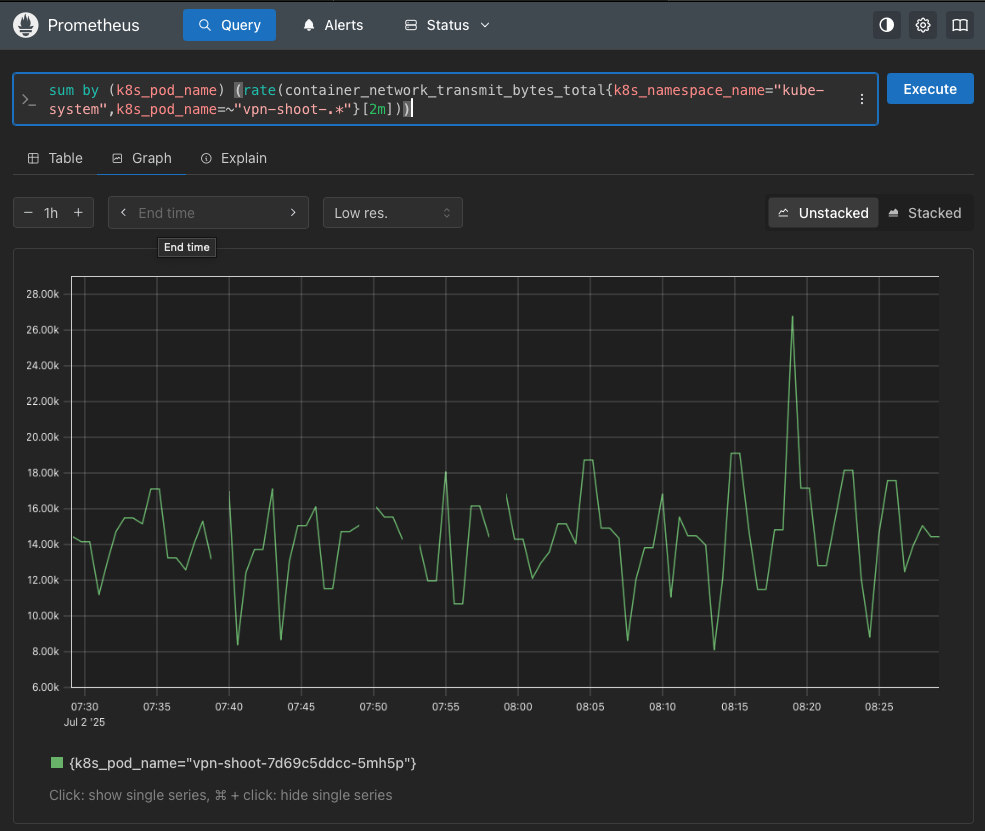 Prometheus Query Alerts Status
>_ sum by (k8s_pod_name) (rate(container_network_transmit_bytes_total{k8s_namespace_name="kube-
system",k8s_pod_name=~"vpn-shoot-.*"}[2m]))
Execute
Table Graph Explain
− 1h + End time Low res. Unstacked Stacked
End time
28.00k
26.00k
24.00k
22.00k
20.00k
18.00k
16.00k
14.00k
12.00k
10.00k
8.00k
6.00k
07:30 07:35 07:40 07:45 07:50 07:55 08:00 08:05 08:10 08:15 08:20 08:25
Jul 2 '25
{k8s_pod_name="vpn-shoot-7d69c5ddcc-5mh5p"}
Click: show single series, ⌘ + click: hide single series